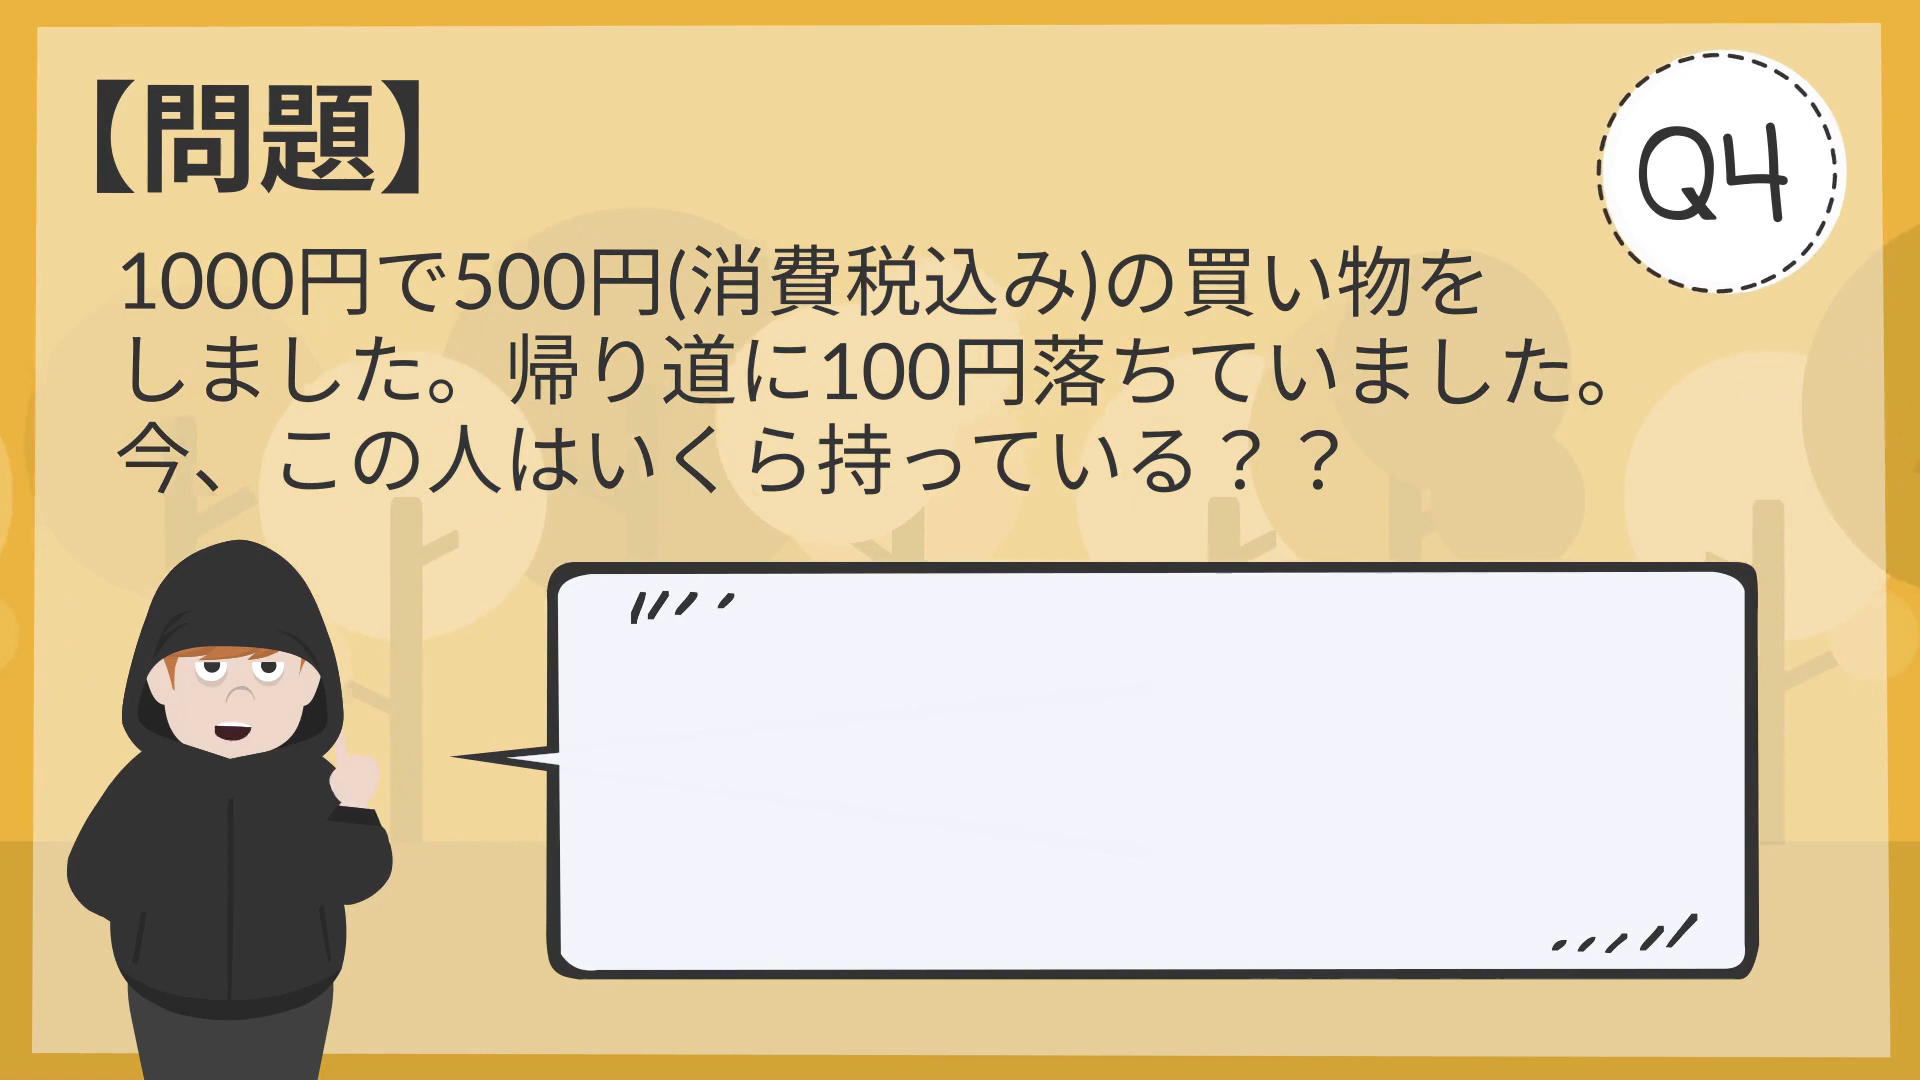 【問題】
Q4
1000円で500円(消費税込み)の買い物を
しました。帰り道に100円落ちていました。
今、この人はいくら持っている？？